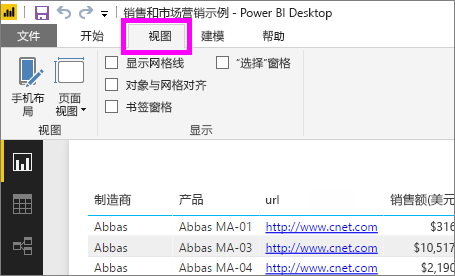 销售和市场营销示例 - Power BI Desktop
文件 开始 视图 建模 帮助
手机布局
页面视图
显示网格线
对象与网格对齐
书签窗格
"选择"窗格
视图 显示
制造商 产品 url 销售额(美元
Abbas Abbas MA-01 http://www.cnet.com $316
Abbas Abbas MA-03 http://www.cnet.com $10,517
Abbas Abbas MA-04 http://www.cnet.com $2,190